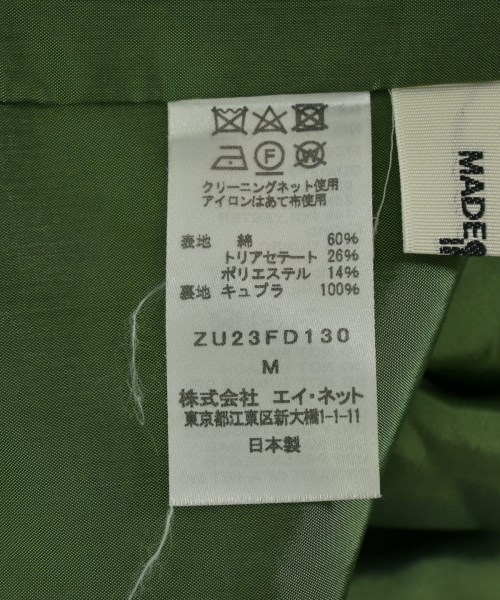 F
W
クリーニングネット使用
アイロンはあて布使用
表地 綿 60%
トリアセテート 26%
ポリエステル 14%
裏地 キュプラ 100%
ZU23FD130
M
株式会社 エイ・ネット
東京都江東区新大橋1-1-11
日本製
MADE